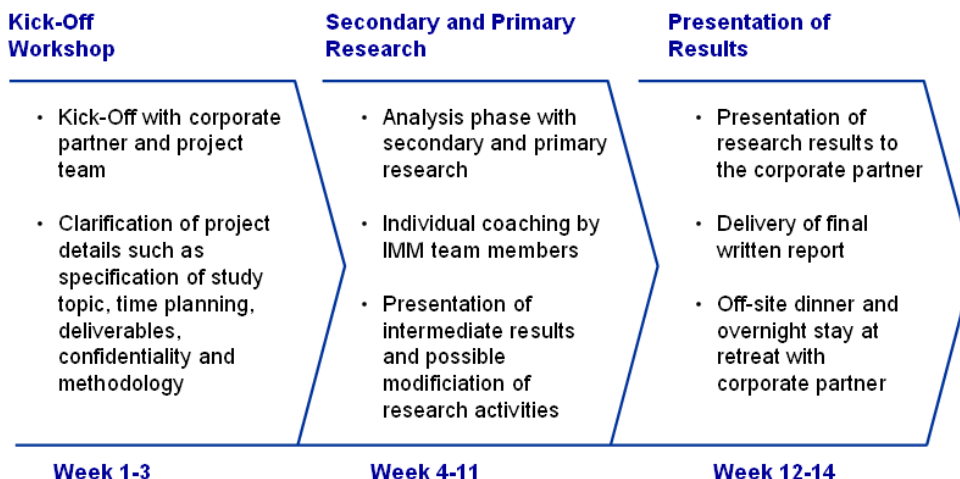 Kick-Off
Workshop
• Kick-Off with corporate
partner and project
team
• Clarification of project
details such as
specification of study
topic, time planning,
deliverables,
confidentiality and
methodology
Week 1-3
Secondary and Primary
Research
• Analysis phase with
secondary and primary
research
• Individual coaching by
IMM team members
• Presentation of
intermediate results
and possible
modificiation of
research activities
Week 4-11
Presentation of
Results
• Presentation of
research results to
the corporate partner
• Delivery of final
written report
• Off-site dinner and
overnight stay at
retreat with
corporate partner
Week 12-14